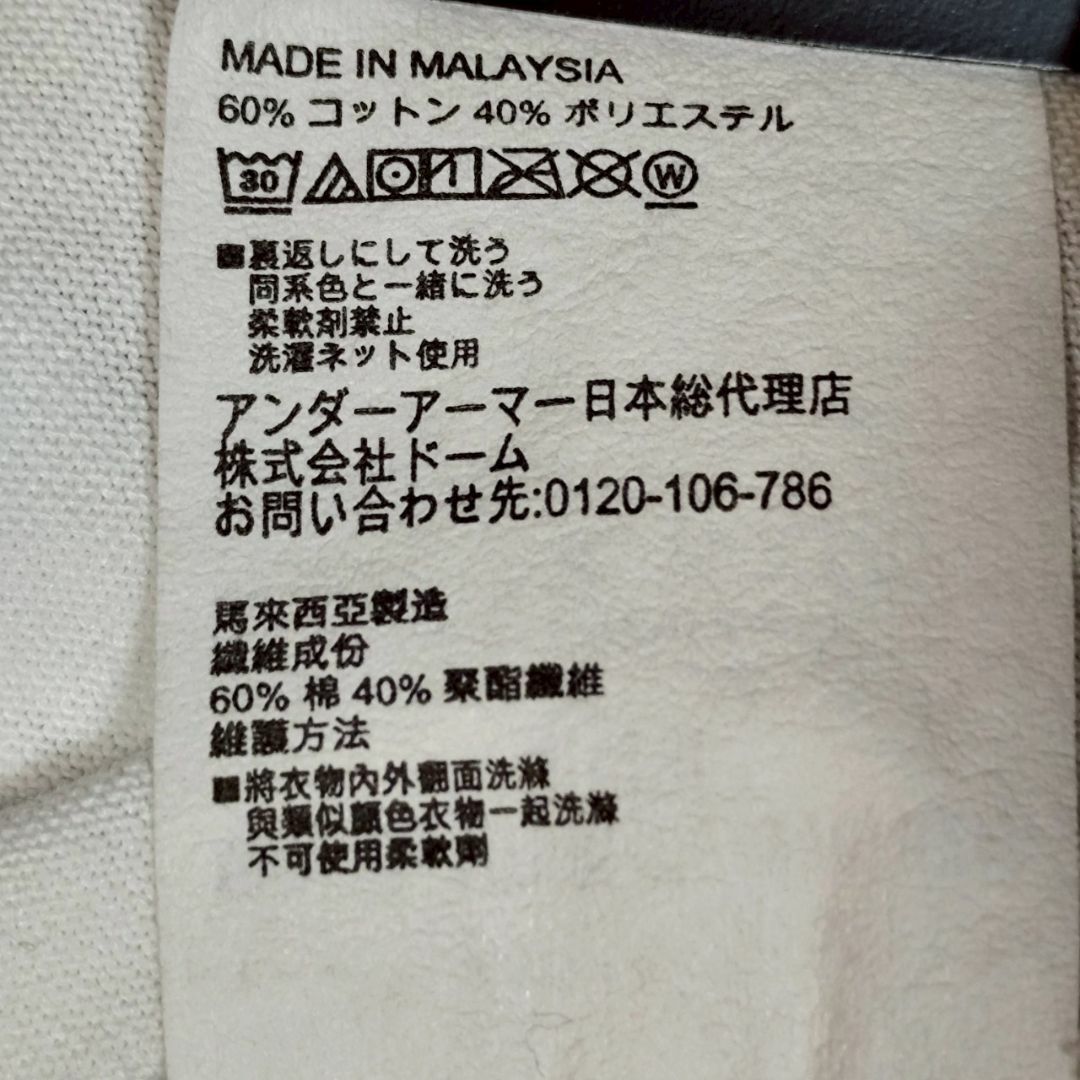 MADE IN MALAYSIA
60% コットン 40% ポリエステル
30 W
■裏返しにして洗う
同系色と一緒に洗う
柔軟剤禁止
洗濯ネット使用
アンダーアーマー日本総代理店
株式会社ドーム
お問い合わせ先:0120-106-786
馬來西亞製造
纖維成份
60% 棉 40% 聚酯纖維
維護方法
■將衣物內外翻面洗滌
與類似顏色衣物一起洗滌
不可使用柔軟劑